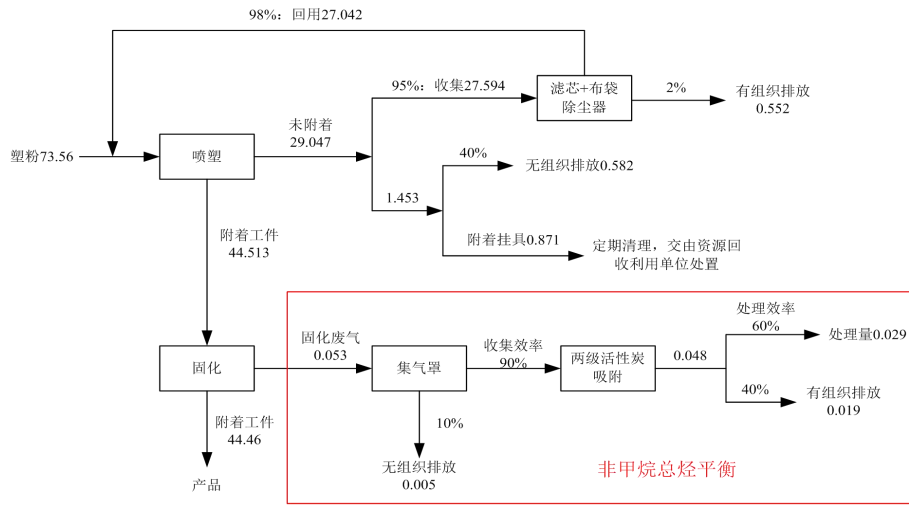 98%：回用27.042
95%：收集27.594
滤芯+布袋
除尘器
2%
有组织排放
0.552
未附着
29.047
塑粉73.56
喷塑
40%
无组织排放0.582
1.453
附着挂具0.871
定期清理，交由资源回
收利用单位处置
附着工件
44.513
固化废气
0.053
收集效率
90%
处理效率
60%
处理量0.029
固化
集气罩
两级活性炭
吸附
0.048
40%
有组织排放
0.019
附着工件
44.46
10%
无组织排放
0.005
产品
非甲烷总烃平衡